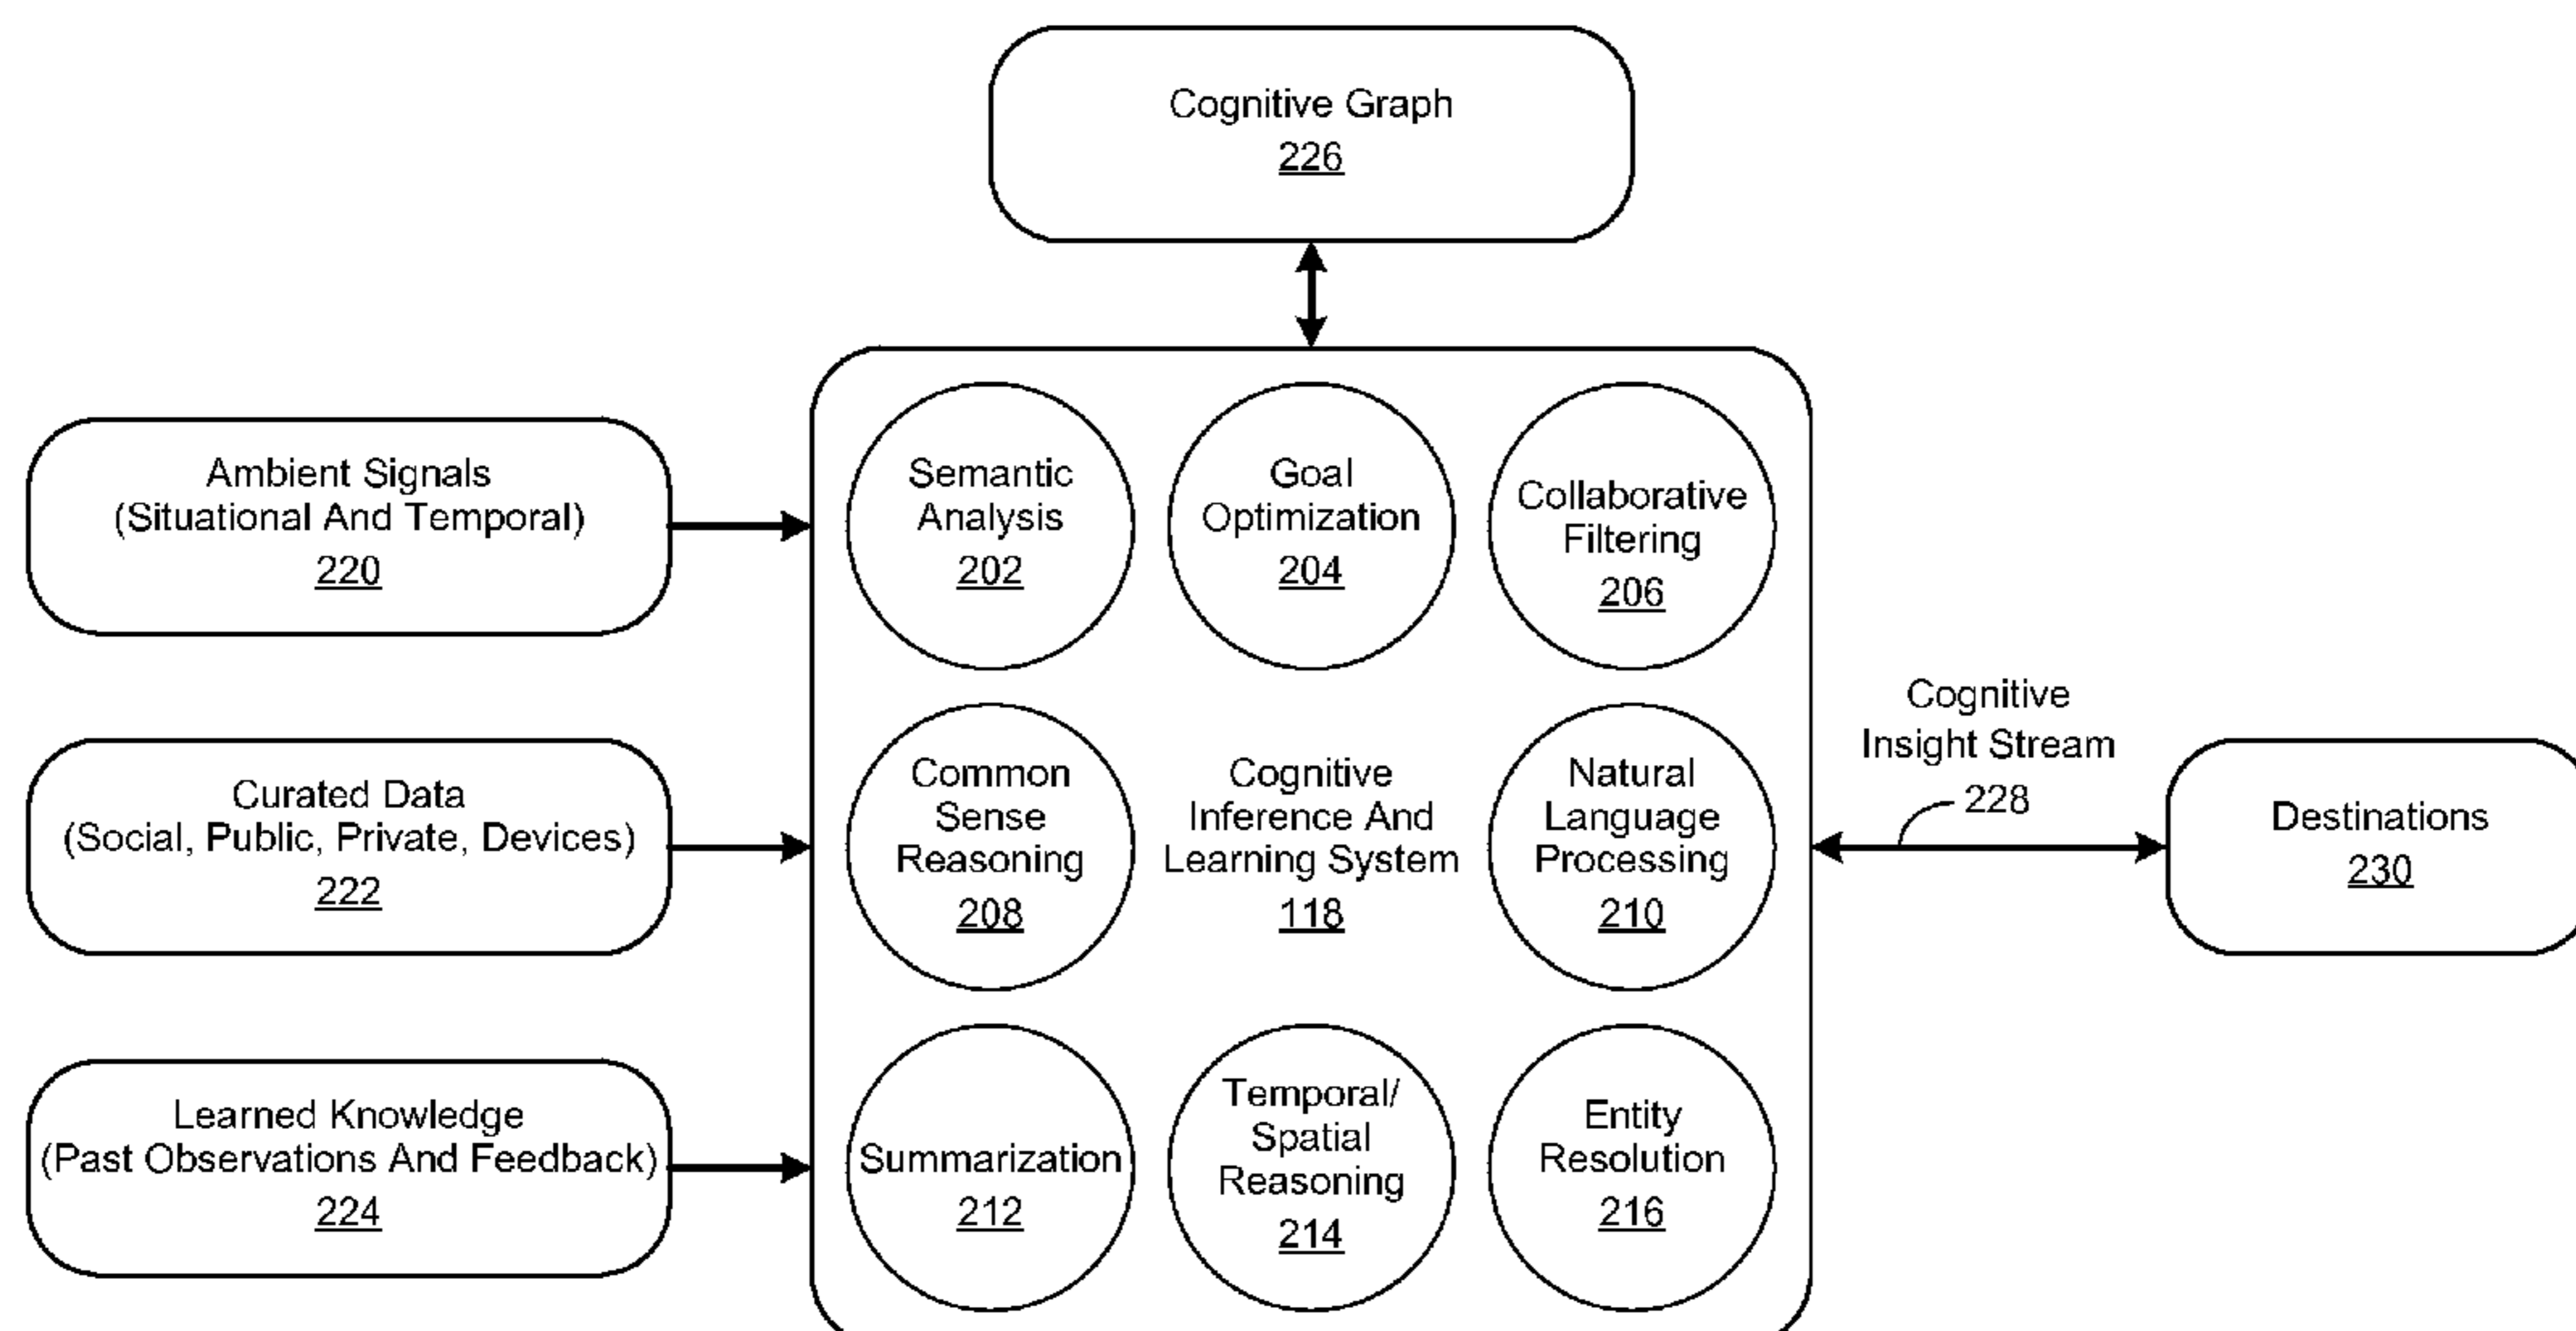 Cognitive Graph
226
Ambient Signals
(Situational And Temporal)
220
Curated Data
(Social, Public, Private, Devices)
222
Learned Knowledge
(Past Observations And Feedback)
224
Semantic
Analysis
202
Goal
Optimization
204
Collaborative
Filtering
206
Common
Sense
Reasoning
208
Cognitive
Inference And
Learning System
118
Natural
Language
Processing
210
Summarization
212
Temporal/
Spatial
Reasoning
214
Entity
Resolution
216
Cognitive
Insight Stream
228
Destinations
230